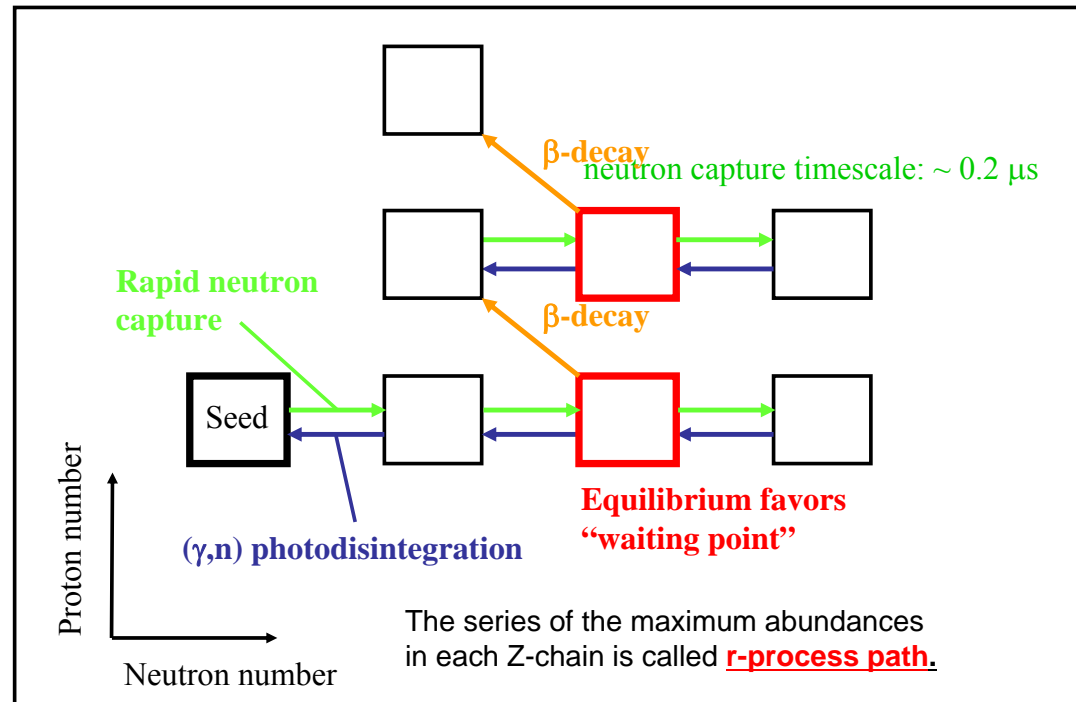 β-decay
neutron capture timescale: ~ 0.2 μs
Rapid neutron
capture
β-decay
Seed
Equilibrium favors
“waiting point”
(γ,n) photodisintegration
Proton number
The series of the maximum abundances
in each Z-chain is called r-process path.
Neutron number